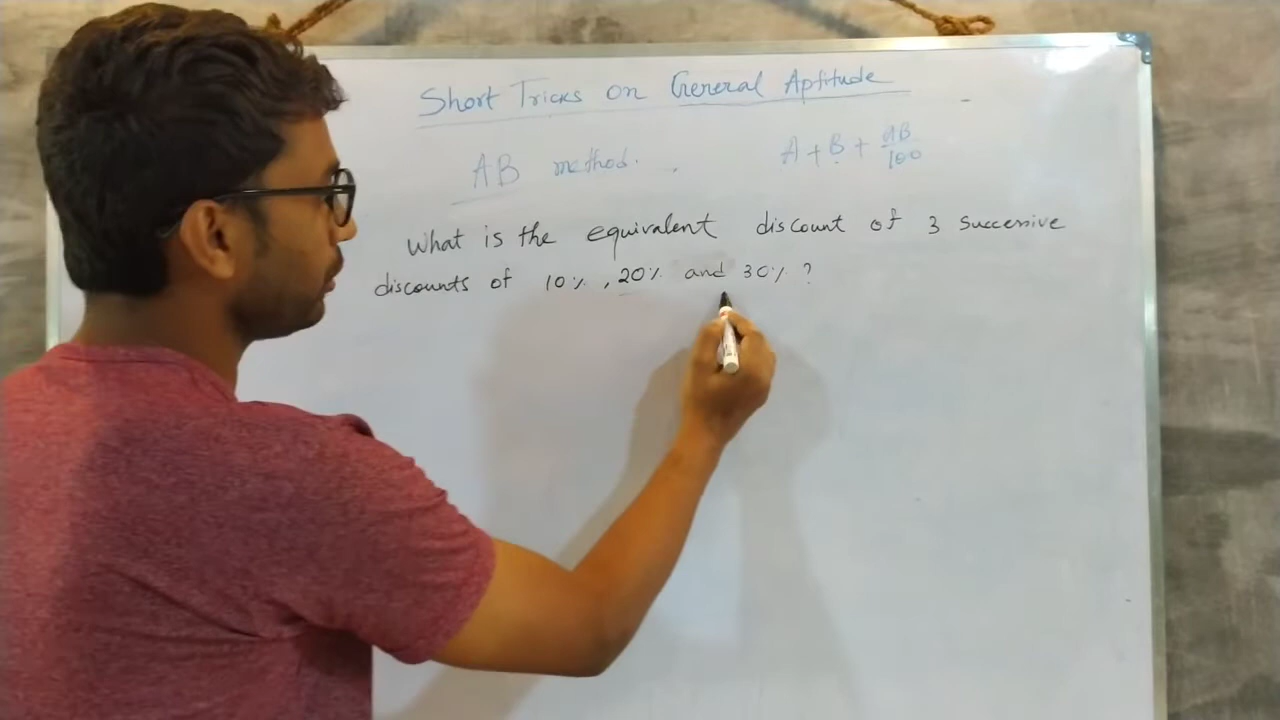 Short Tricks on General Aptitude
AB method.
A + B + AB/100
What is the equivalent discount of 3 successive
discounts of 10%, 20% and 30% ?